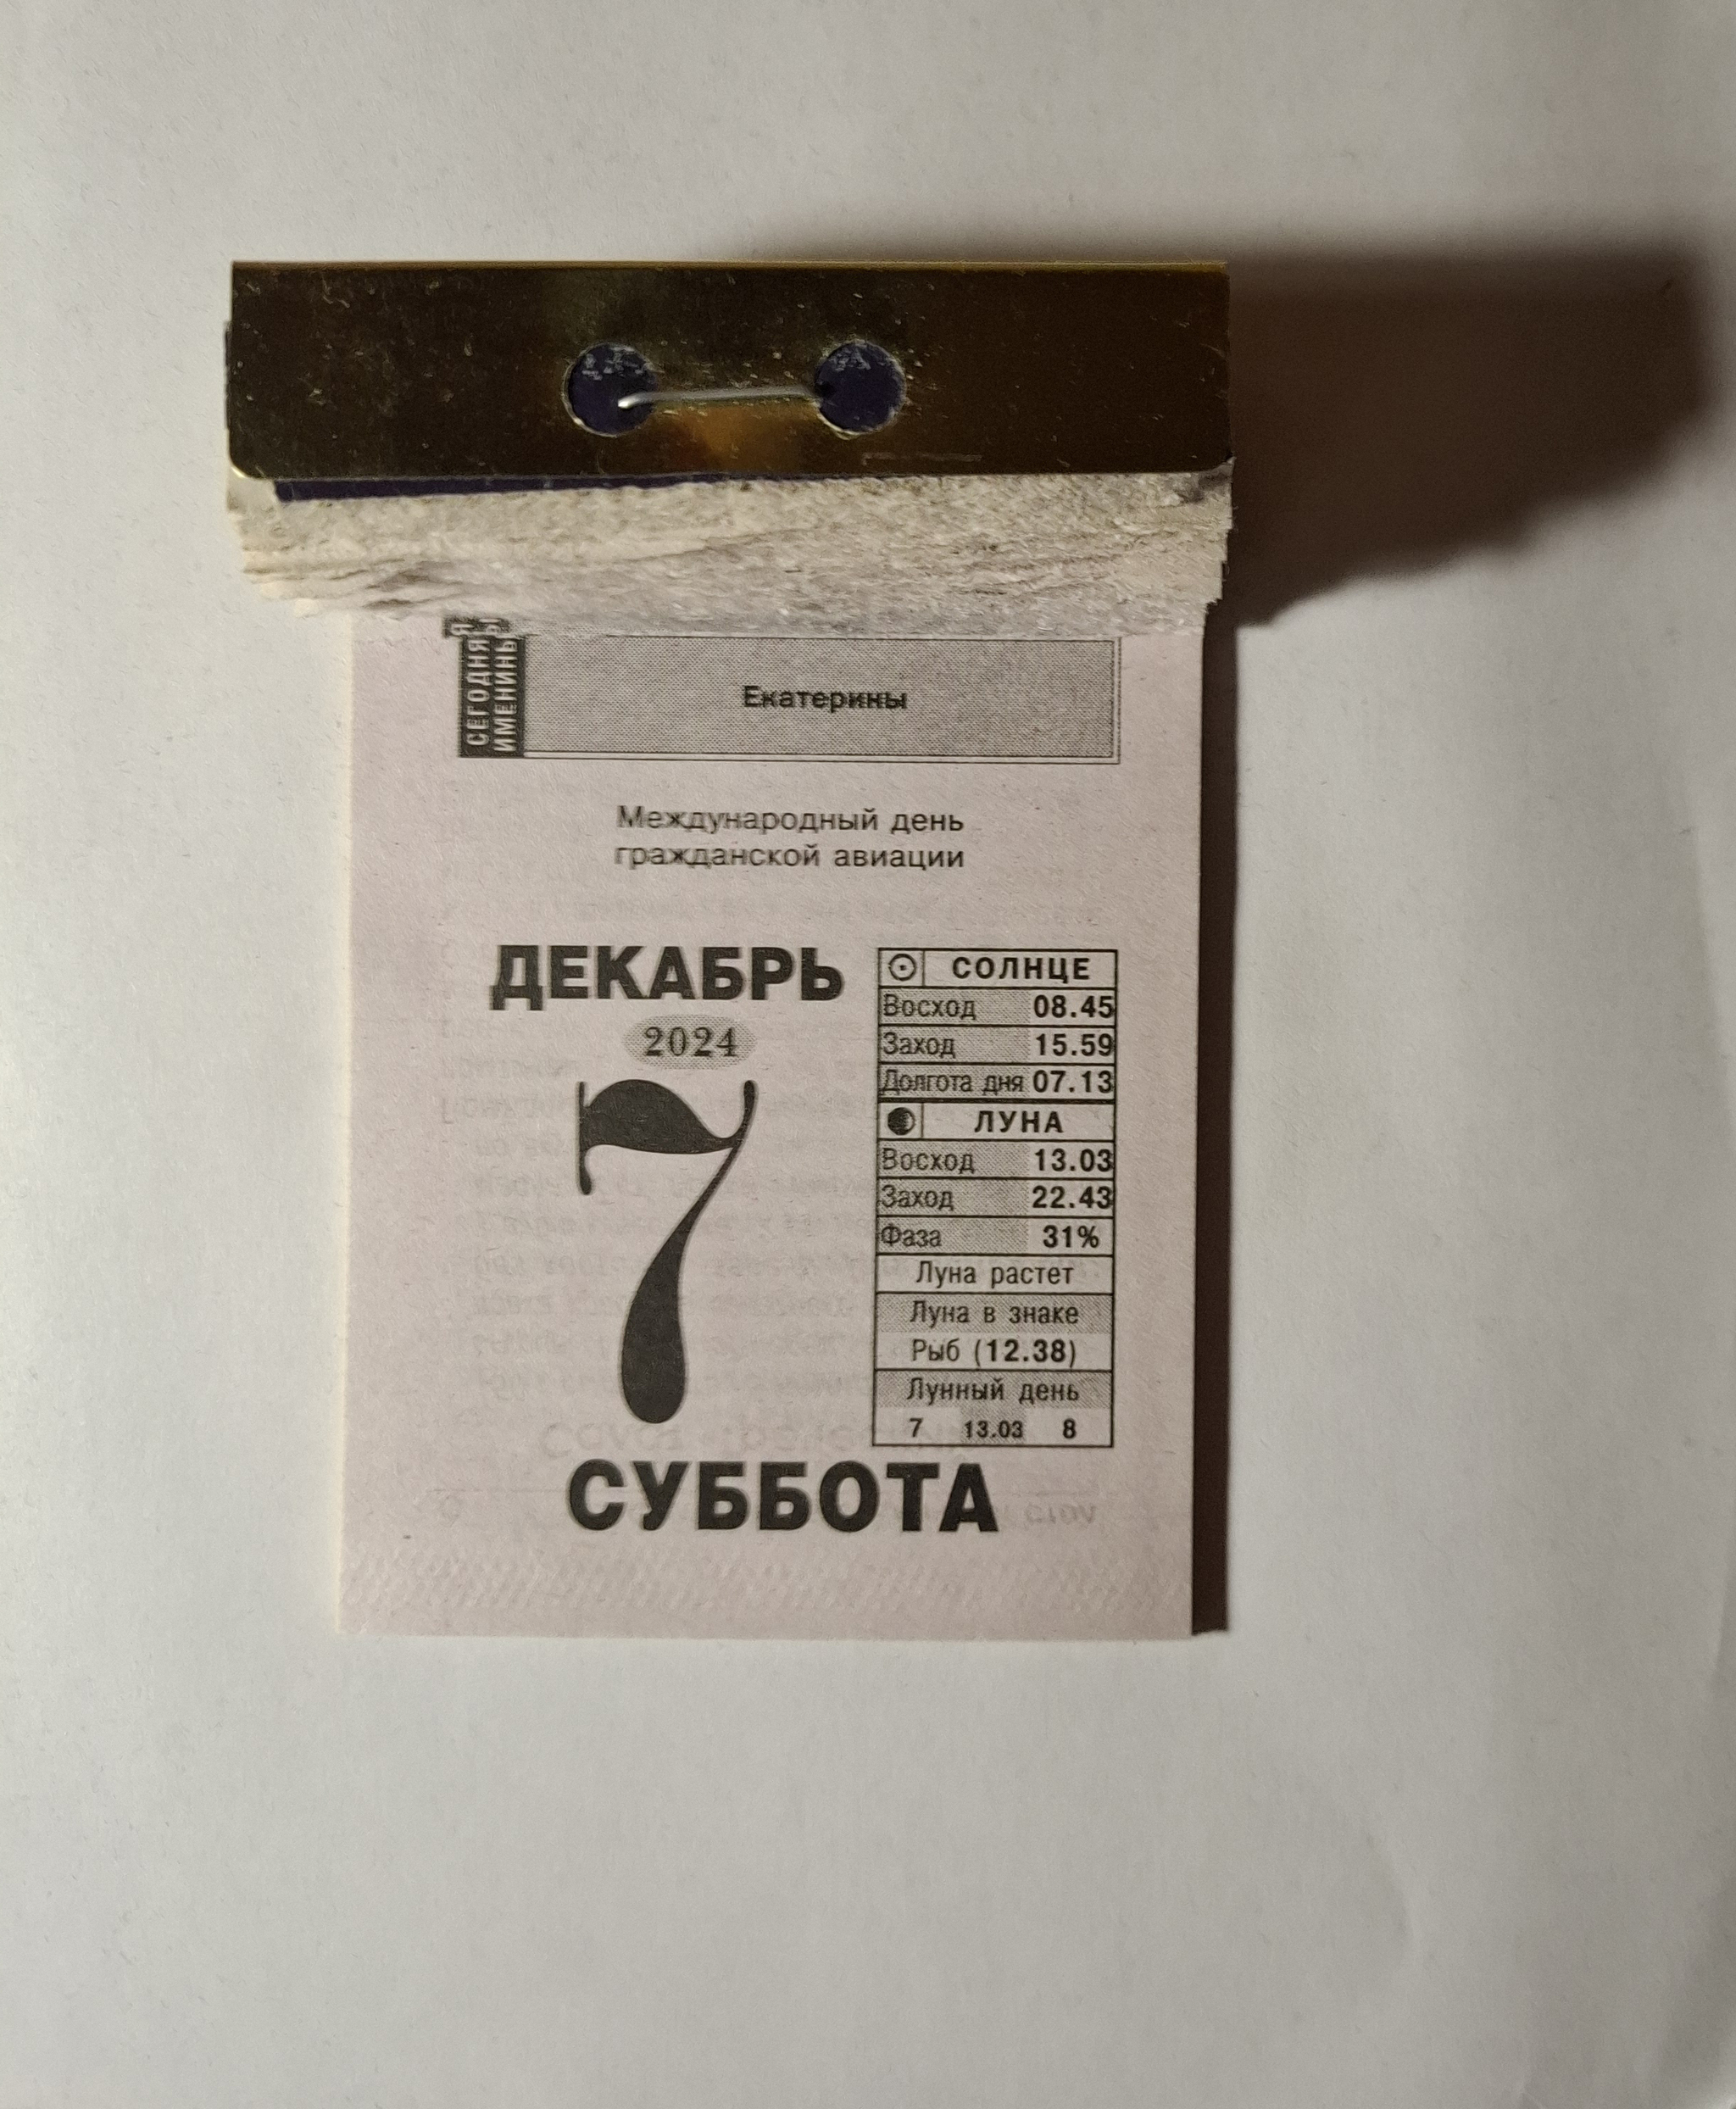 СЕГОДНЯ
ИМЕНИНЫ
Екатерины
Международный день
гражданской авиации
ДЕКАБРЬ
2024
7
СУББОТА
СОЛНЦЕ
Восход 08.45
Заход 15.59
Долгота дня 07.13
ЛУНА
Восход 13.03
Заход 22.43
Фаза 31%
Луна растет
Луна в знаке
Рыб (12.38)
Лунный день
7 13.03 8